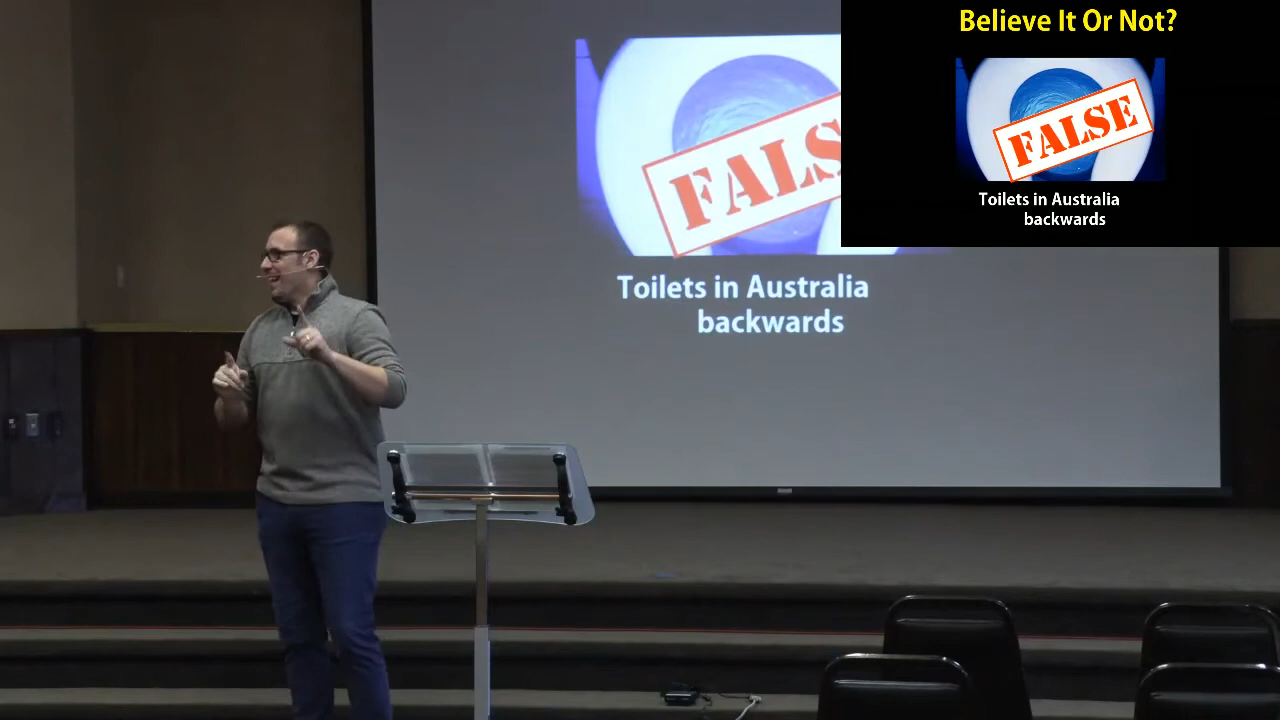 Believe It Or Not?
FALSE
Toilets in Australia
backwards
FALS
Toilets in Australia
backwards